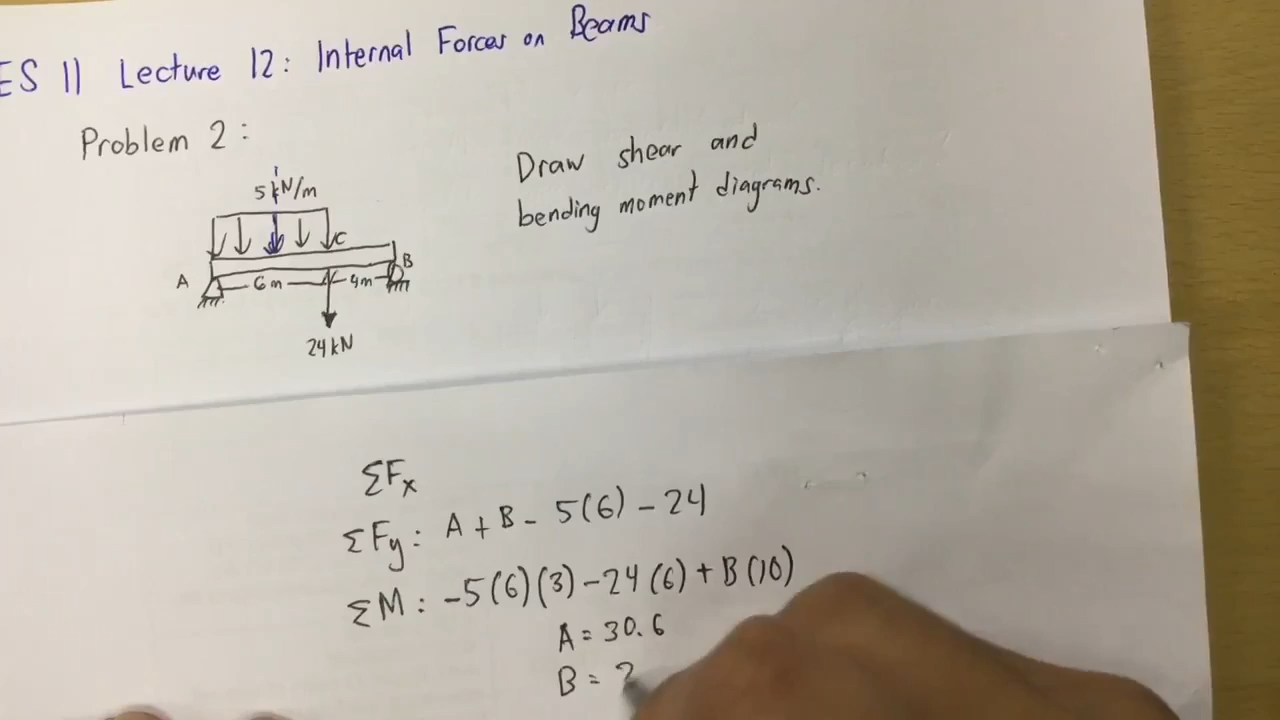 ES 11 Lecture 12: Internal Forces on Beams
Problem 2:
Draw shear and
bending moment diagrams.
5 kN/m
C
A
B
6m
4m
24 kN
ΣFx
ΣFy: A + B - 5(6) - 24
ΣM: -5(6)(3) - 24(6) + B(10)
A = 30.6
B = 2